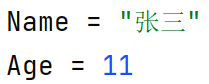 Name = "张三"
Age = 11